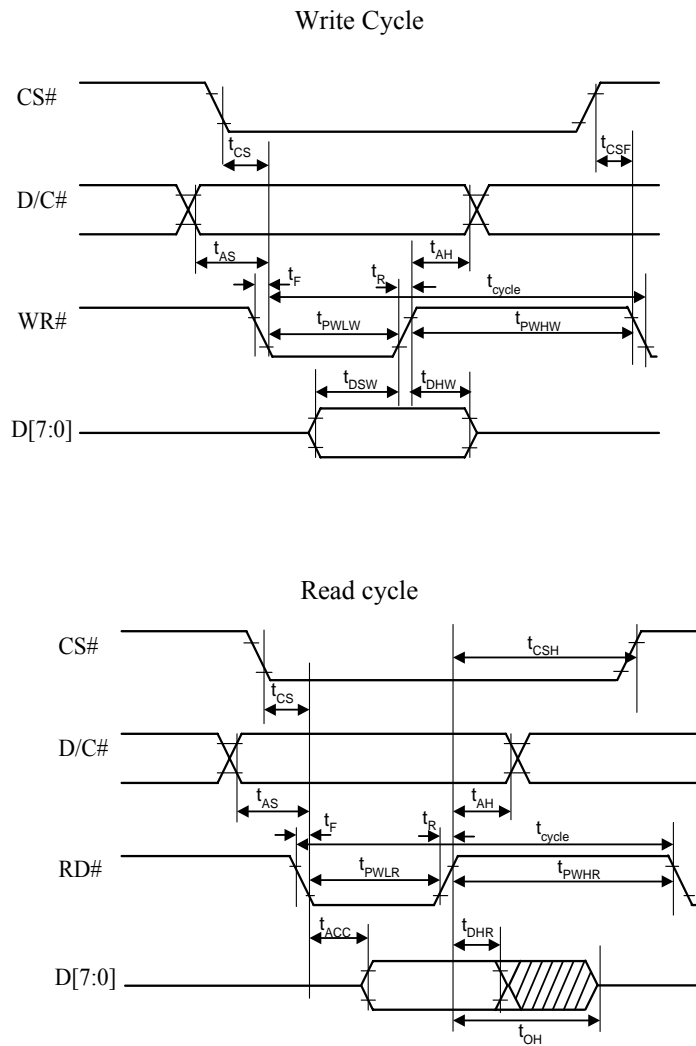 Write Cycle
CS#
tCS
tCSF
D/C#
tAS
tAH
tF
tR
tcycle
WR#
tPWLW
tPWHW
tDSW
tDHW
D[7:0]
Read cycle
CS#
tCSH
tCS
D/C#
tAS
tAH
tF
tR
tcycle
RD#
tPWLR
tPWHR
tACC
tDHR
D[7:0]
tOH